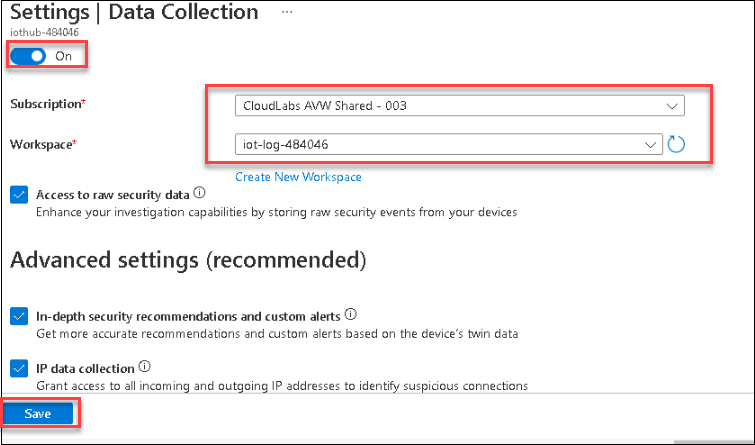 Settings | Data Collection ...
iothub-484046
On
Subscription* CloudLabs AVW Shared - 003
Workspace* iot-log-484046
Create New Workspace
Access to raw security data
Enhance your investigation capabilities by storing raw security events from your devices
Advanced settings (recommended)
In-depth security recommendations and custom alerts
Get more accurate recommendations and custom alerts based on the device's twin data
IP data collection
Grant access to all incoming and outgoing IP addresses to identify suspicious connections
Save